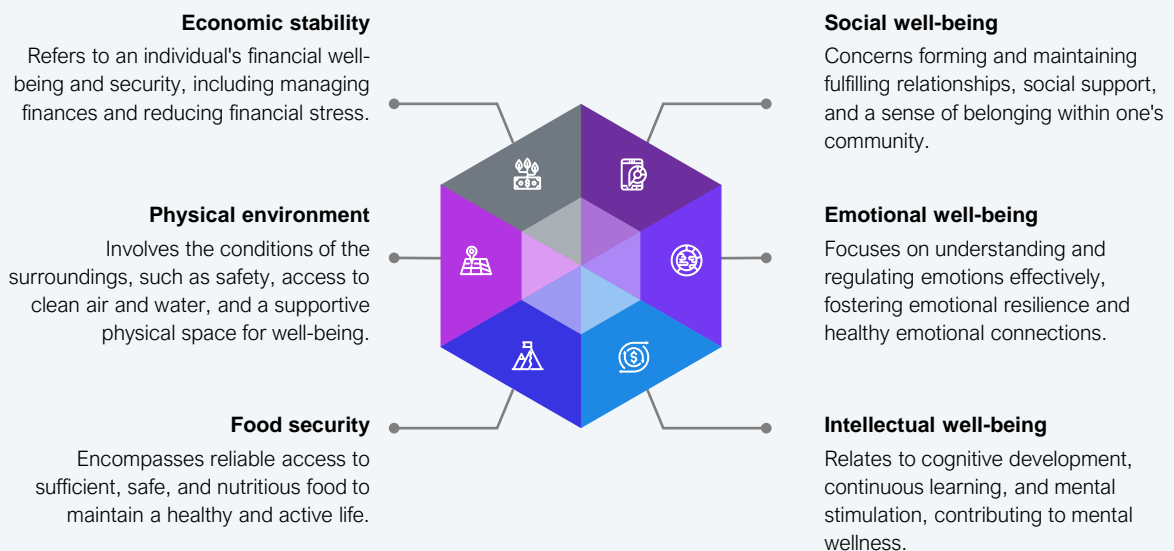 Economic stability
Refers to an individual's financial well-
being and security, including managing
finances and reducing financial stress.
Physical environment
Involves the conditions of the
surroundings, such as safety, access to
clean air and water, and a supportive
physical space for well-being.
Food security
Encompasses reliable access to
sufficient, safe, and nutritious food to
maintain a healthy and active life.
Social well-being
Concerns forming and maintaining
fulfilling relationships, social support,
and a sense of belonging within one's
community.
Emotional well-being
Focuses on understanding and
regulating emotions effectively,
fostering emotional resilience and
healthy emotional connections.
Intellectual well-being
Relates to cognitive development,
continuous learning, and mental
stimulation, contributing to mental
wellness.